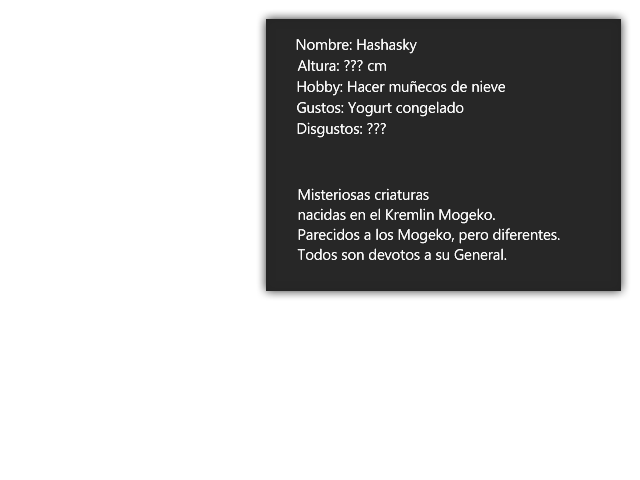 Nombre: Hashasky
Altura: ??? cm
Hobby: Hacer muñecos de nieve
Gustos: Yogurt congelado
Disgustos: ???
Misteriosas criaturas
nacidas en el Kremlin Mogeko.
Parecidos a los Mogeko, pero diferentes.
Todos son devotos a su General.